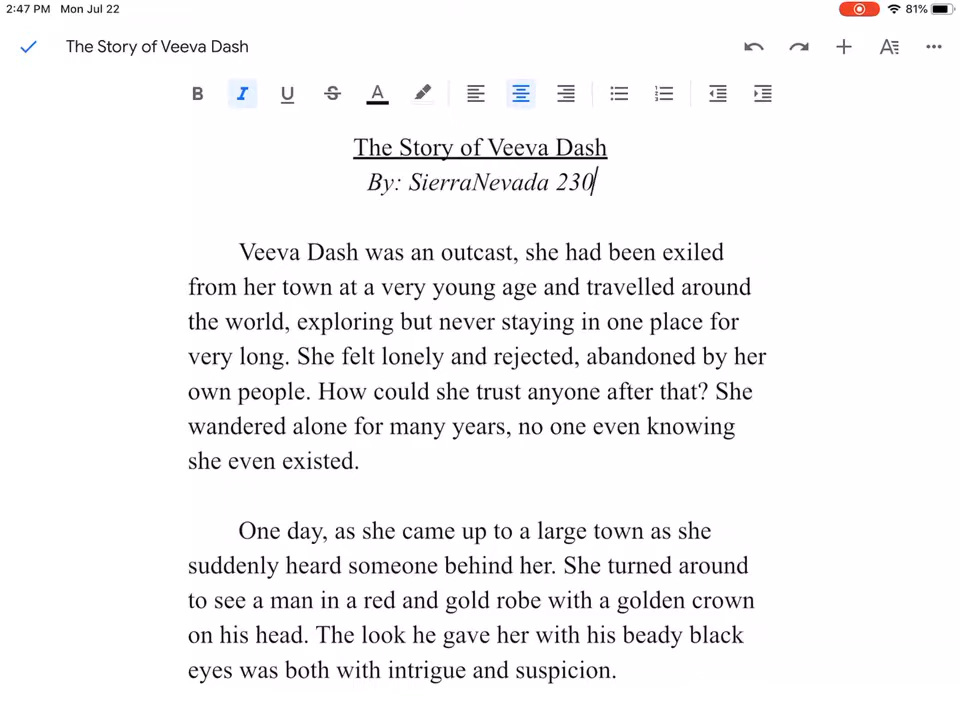 2:47 PM Mon Jul 22 81%
The Story of Veeva Dash
B I U S A A
The Story of Veeva Dash
By: SierraNevada 230
Veeva Dash was an outcast, she had been exiled
from her town at a very young age and travelled around
the world, exploring but never staying in one place for
very long. She felt lonely and rejected, abandoned by her
own people. How could she trust anyone after that? She
wandered alone for many years, no one even knowing
she even existed.
One day, as she came up to a large town as she
suddenly heard someone behind her. She turned around
to see a man in a red and gold robe with a golden crown
on his head. The look he gave her with his beady black
eyes was both with intrigue and suspicion.